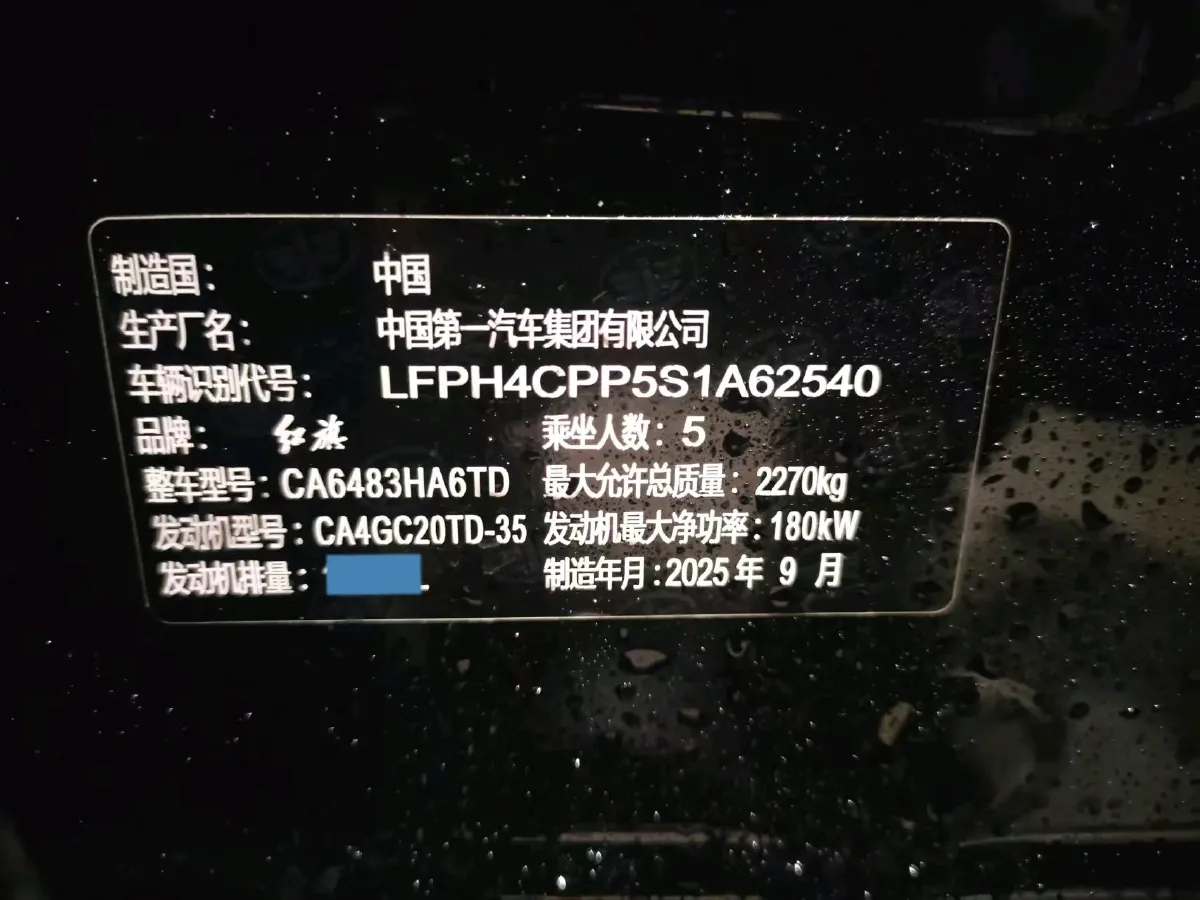 制造国： 中国
生产厂名： 中国第一汽车集团有限公司
车辆识别代号： LFPH4CPP5S1A62540
品牌： 红旗 乘坐人数：5
整车型号：CA6483HA6TD 最大允许总质量：2270kg
发动机型号：CA4GC20TD-35 发动机最大净功率：180kW
发动机排量： 制造年月：2025年 9 月